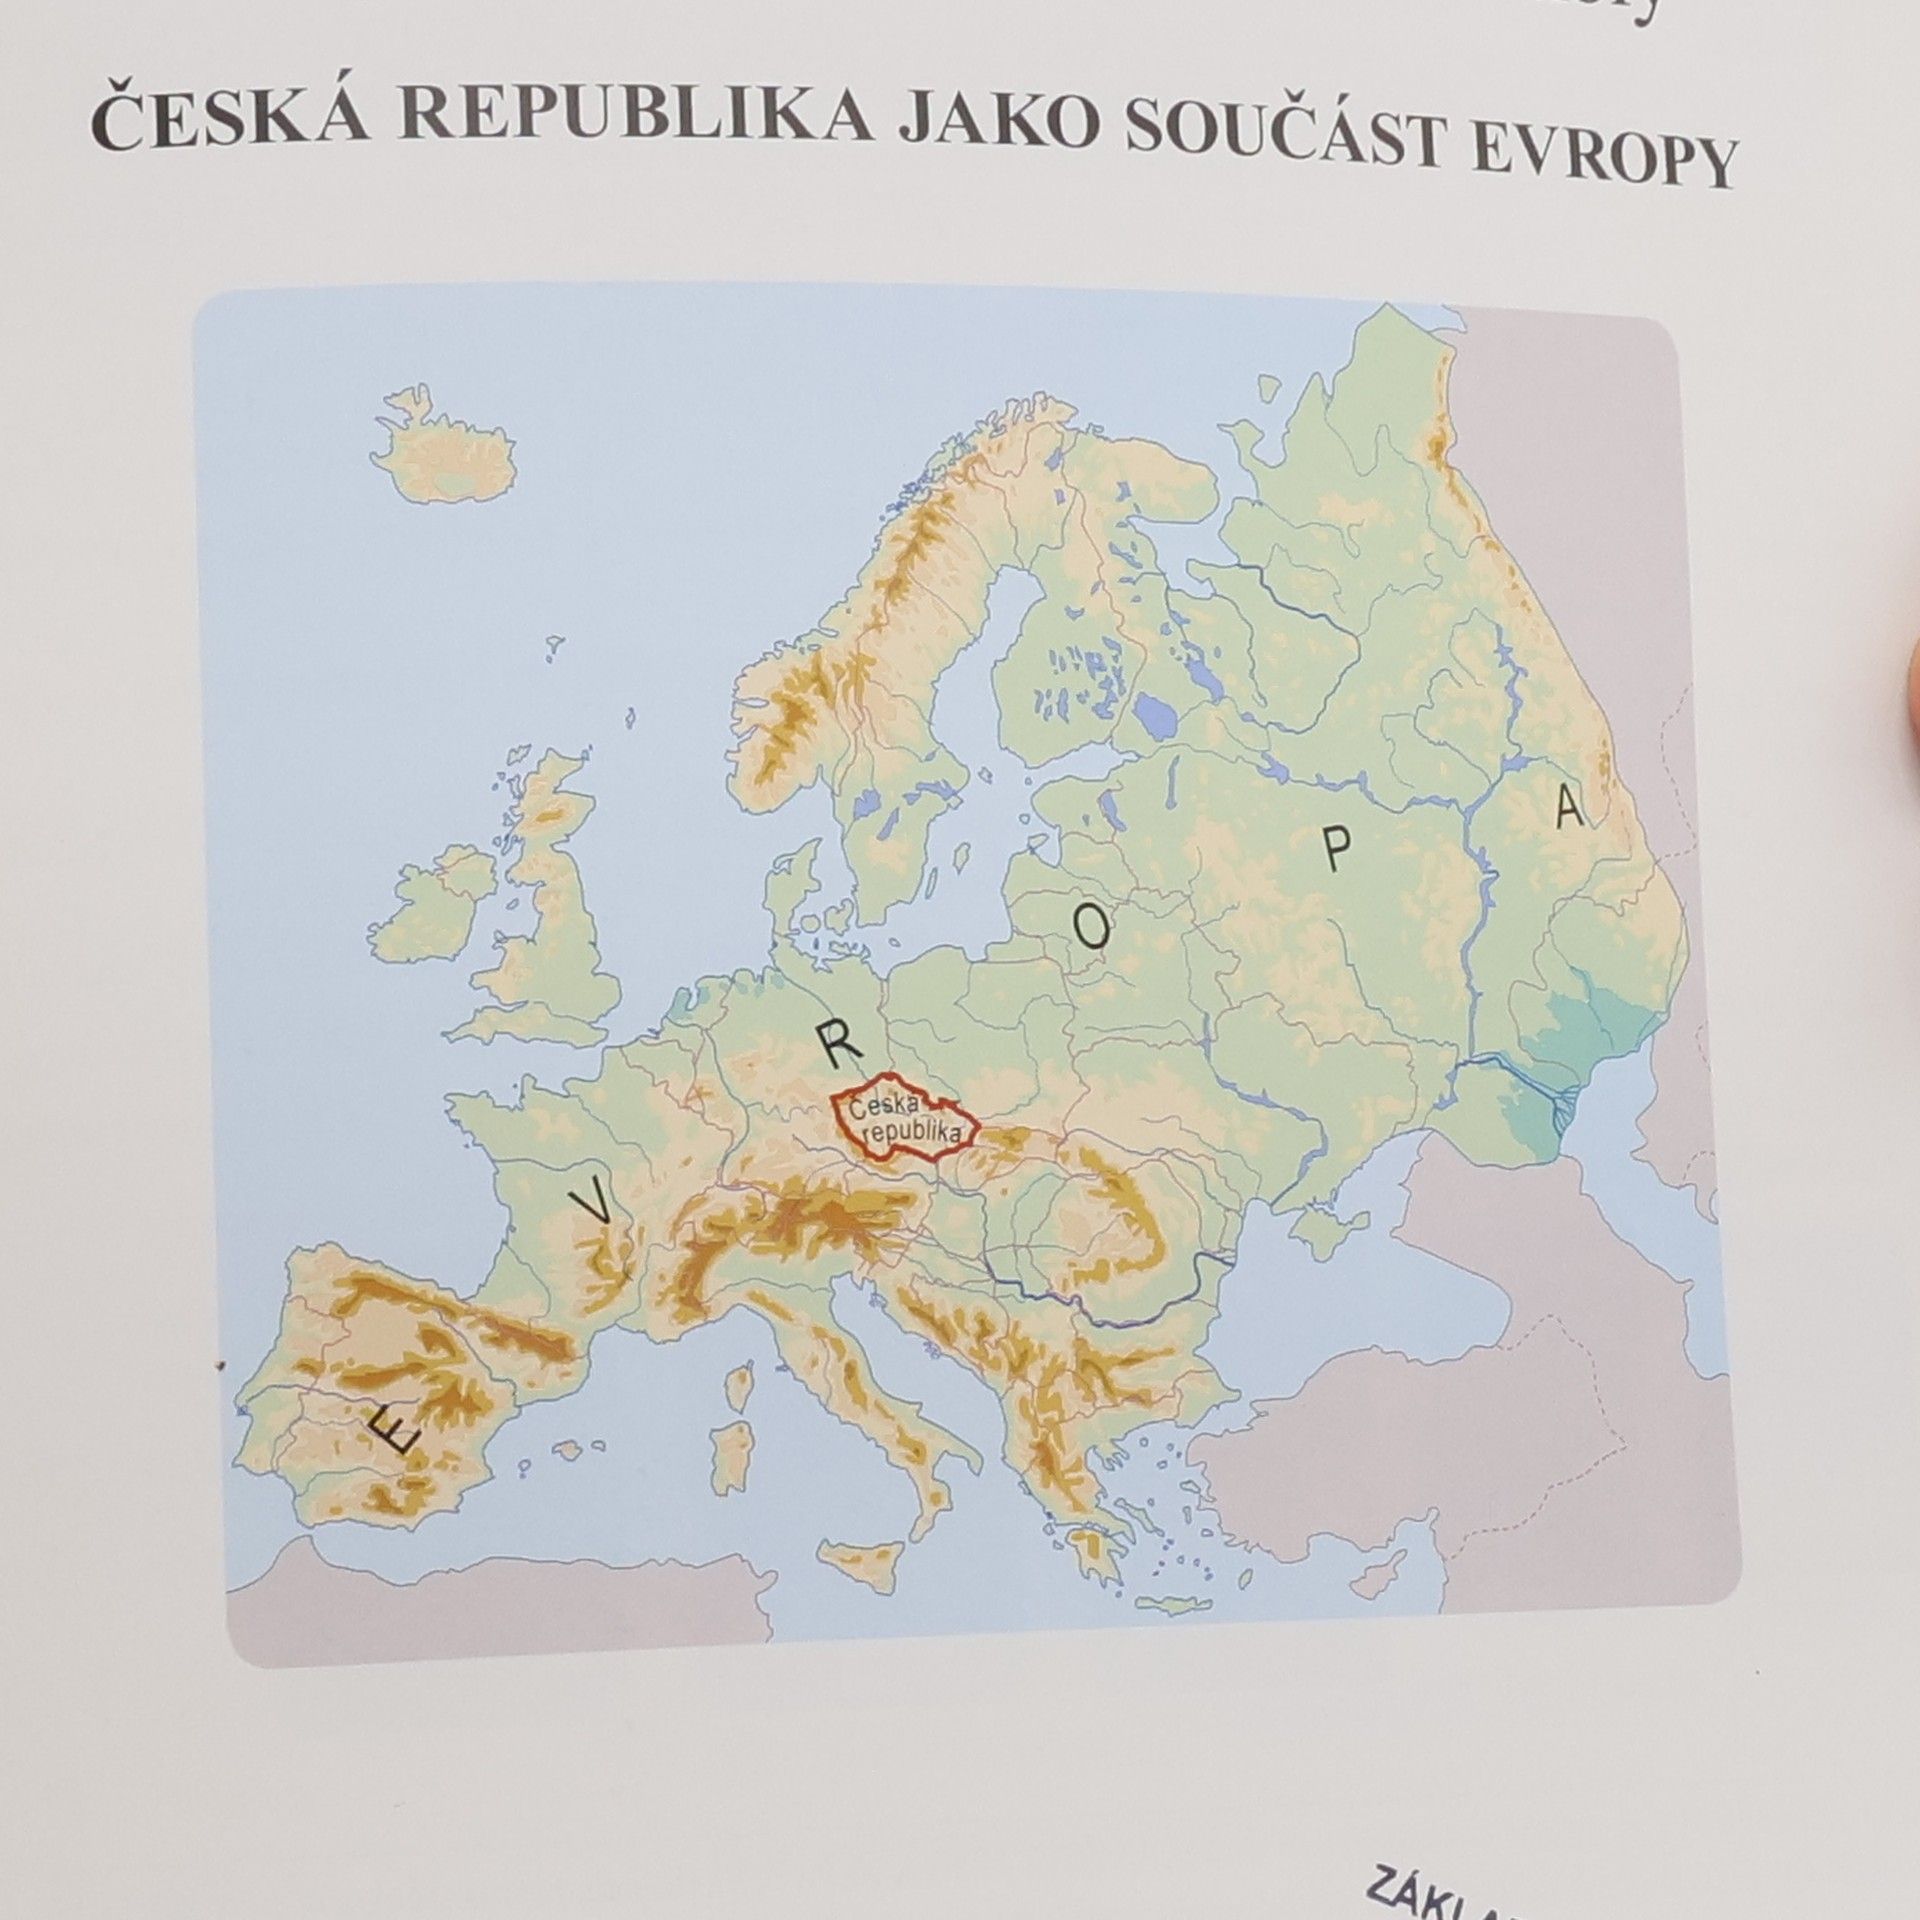 ČESKÁ REPUBLIKA JAKO SOUČÁST EVROPY
E V R O P A
Česká
republika